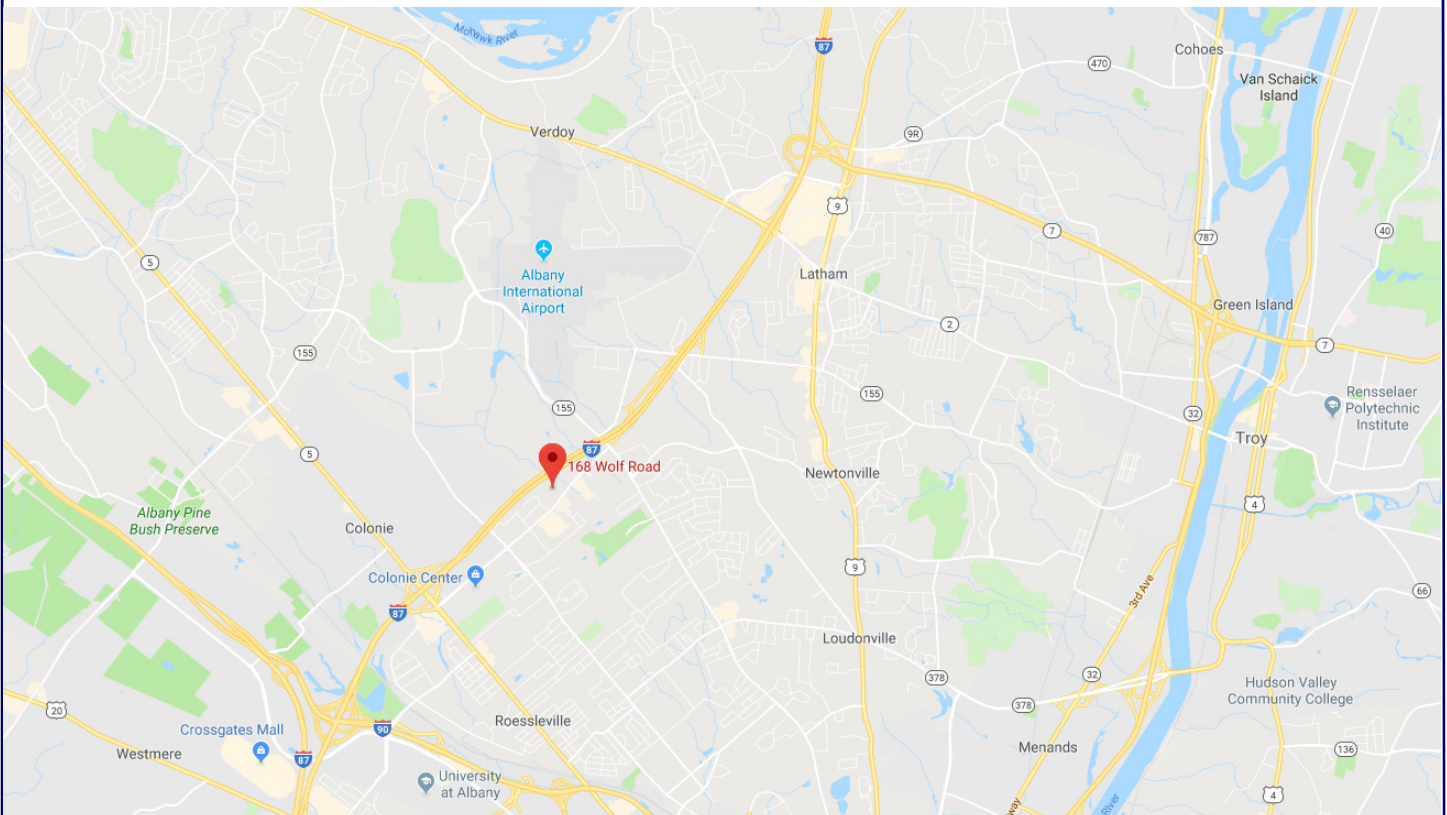 Mohawk River
87
Cohoes
470
Van Schaick
Island
Verdoy
9R
9
7
787
40
5
Albany
International
Airport
Latham
Green Island
2
155
7
155
155
32
Rensselaer
Polytechnic
Institute
Troy
5
87
168 Wolf Road
Newtonville
4
Albany Pine
Bush Preserve
Colonie
Colonie Center
87
9
3rd Ave
66
Loudonville
378
32
378
Hudson Valley
Community College
20
Crossgates Mall
90
Roessleville
Westmere
87
Menands
136
University
at Albany
4
way
River